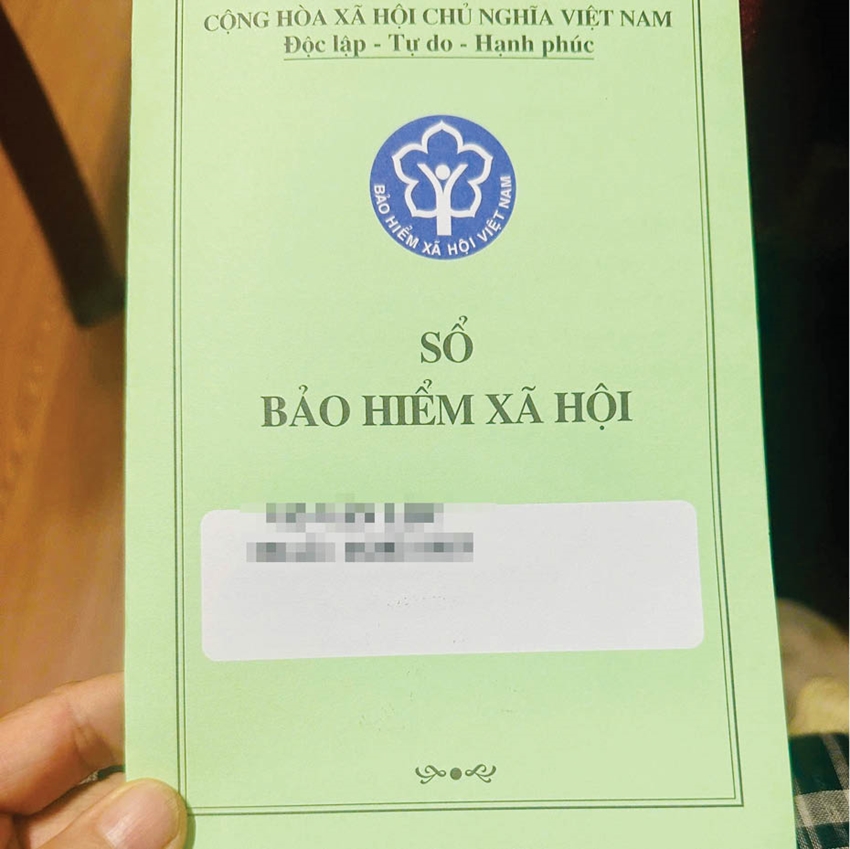 CỘNG HÒA XÃ HỘI CHỦ NGHĨA VIỆT NAM
Độc lập - Tự do - Hạnh phúc
BẢO HIỂM XÃ HỘI VIỆT NAM
SỔ
BẢO HIỂM XÃ HỘI